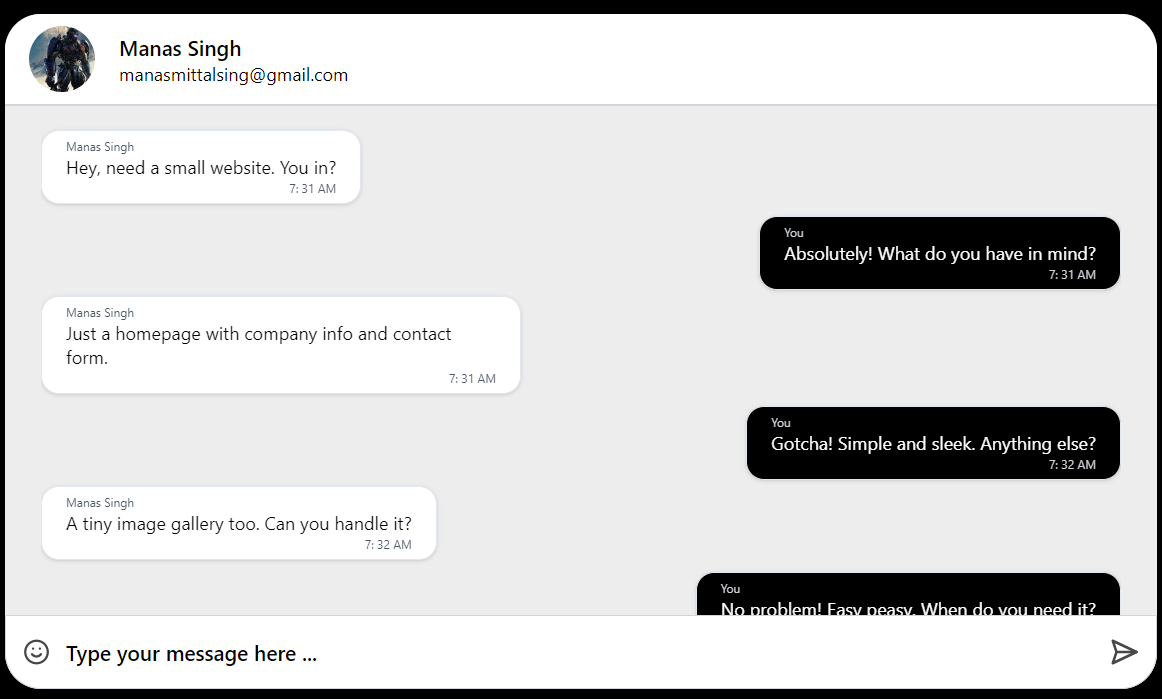 Manas Singh
manasmittalsing@gmail.com
Manas Singh
Hey, need a small website. You in?
7:31 AM
You
Absolutely! What do you have in mind?
7:31 AM
Manas Singh
Just a homepage with company info and contact
form.
7:31 AM
You
Gotcha! Simple and sleek. Anything else?
7:32 AM
Manas Singh
A tiny image gallery too. Can you handle it?
7:32 AM
You
No problem! Easy peasy. When do you need it?
Type your message here ...